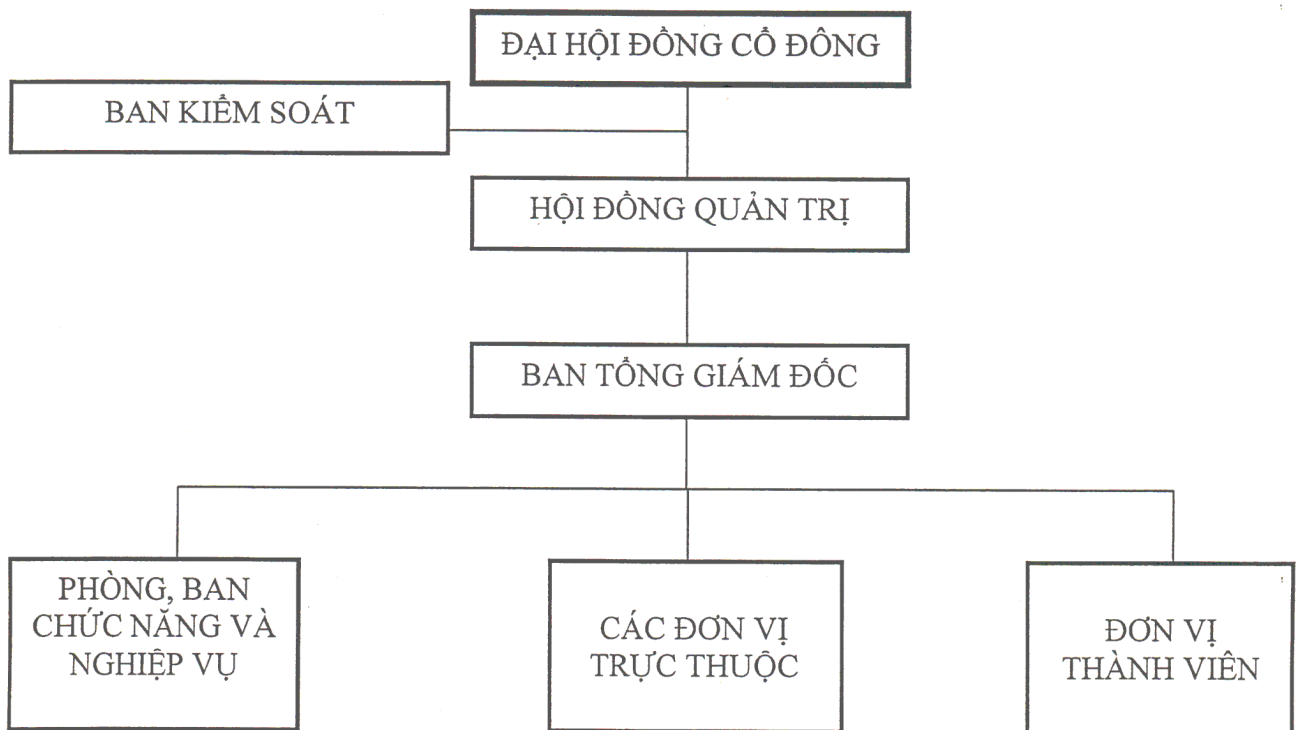 ĐẠI HỘI ĐỒNG CỔ ĐÔNG
BAN KIỂM SOÁT
HỘI ĐỒNG QUẢN TRỊ
BAN TỔNG GIÁM ĐỐC
PHÒNG, BAN
CHỨC NĂNG VÀ
NGHIỆP VỤ
CÁC ĐƠN VỊ
TRỰC THUỘC
ĐƠN VỊ
THÀNH VIÊN